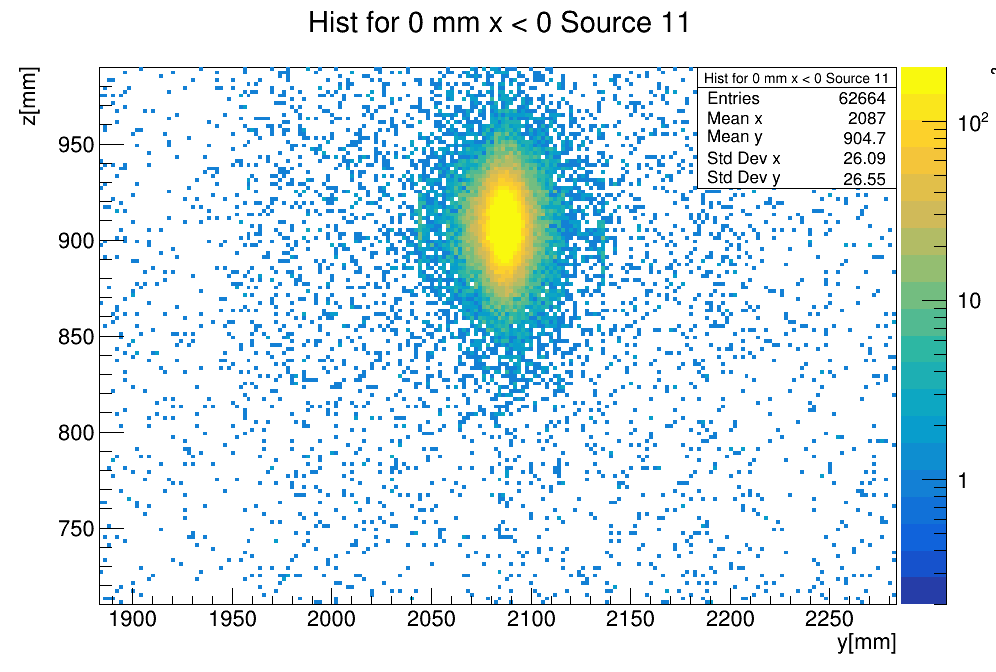 Hist for 0 mm x < 0 Source 11
z[mm]
Hist for 0 mm x < 0 Source 11
Entries 62664
Mean x 2087
Mean y 904.7
Std Dev x 26.09
Std Dev y 26.55
950
900
850
800
750
1900 1950 2000 2050 2100 2150 2200 2250
y[mm]
10²
10
1